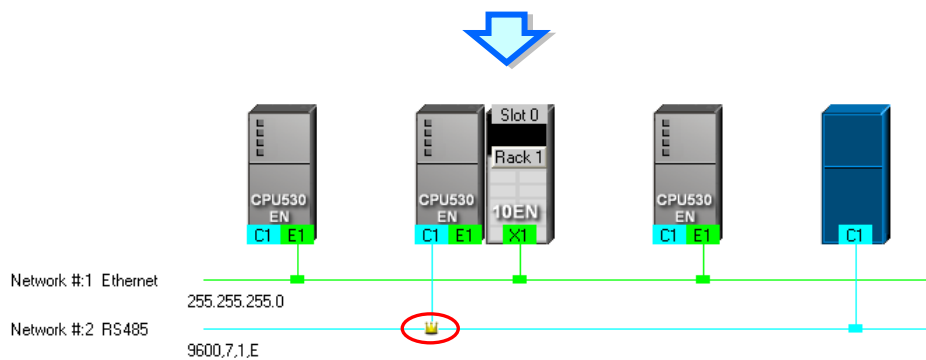 Slot 0
Rack 1
CPU530
EN
CPU530
EN
10EN
CPU530
EN
C1 E1
C1 E1
X1
C1 E1
C1
Network #:1 Ethernet
255.255.255.0
Network #:2 RS485
9600,7,1,E